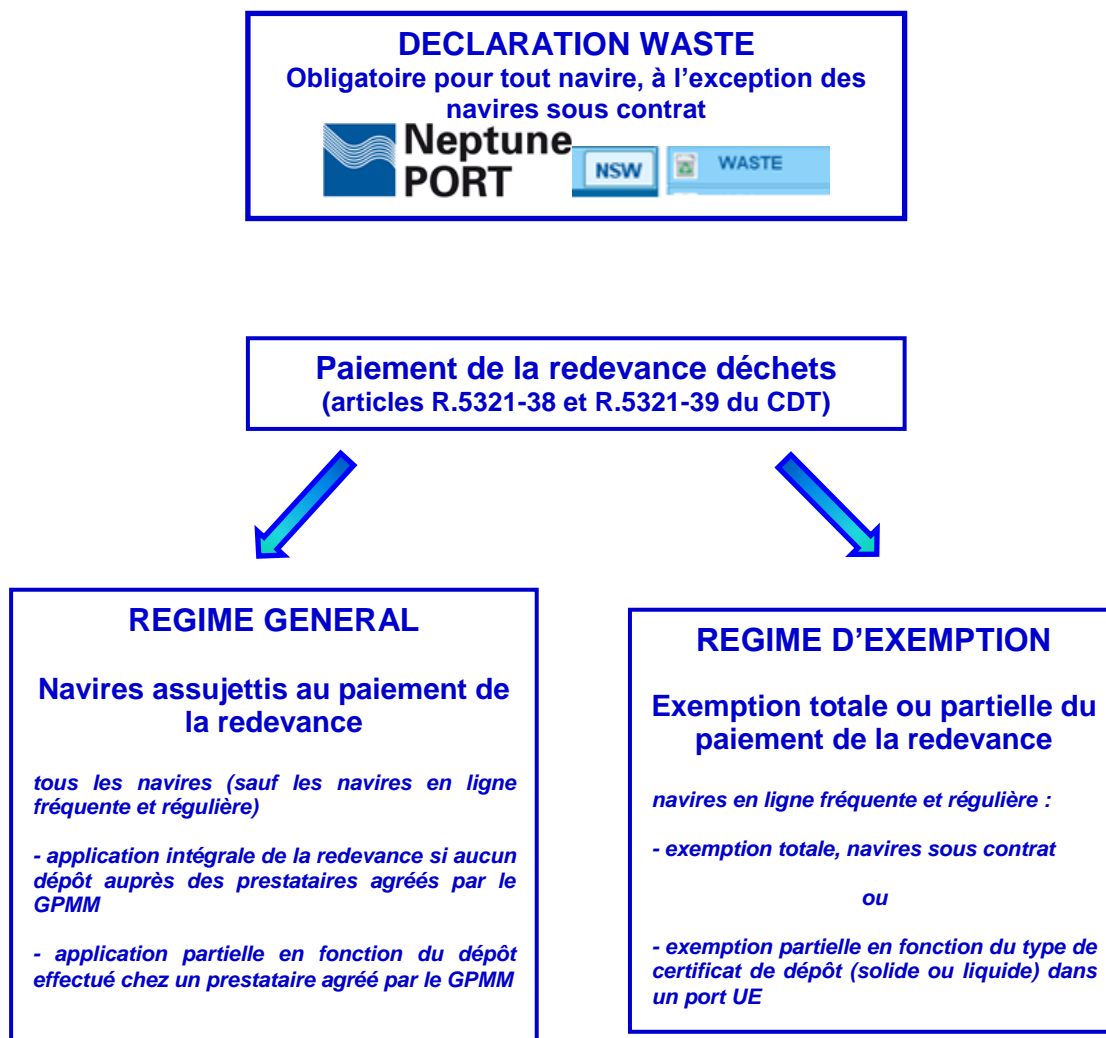 DECLARATION WASTE
Obligatoire pour tout navire, à l'exception des
navires sous contrat
Neptune
PORT
NSW
WASTE
Paiement de la redevance déchets
(articles R.5321-38 et R.5321-39 du CDT)
REGIME GENERAL
Navires assujettis au paiement de
la redevance
tous les navires (sauf les navires en ligne
fréquente et régulière)
- application intégrale de la redevance si aucun
dépôt auprès des prestataires agréés par le
GPMM
- application partielle en fonction du dépôt
effectué chez un prestataire agréé par le GPMM
REGIME D'EXEMPTION
Exemption totale ou partielle du
paiement de la redevance
navires en ligne fréquente et régulière :
- exemption totale, navires sous contrat
ou
- exemption partielle en fonction du type de
certificat de dépôt (solide ou liquide) dans
un port UE